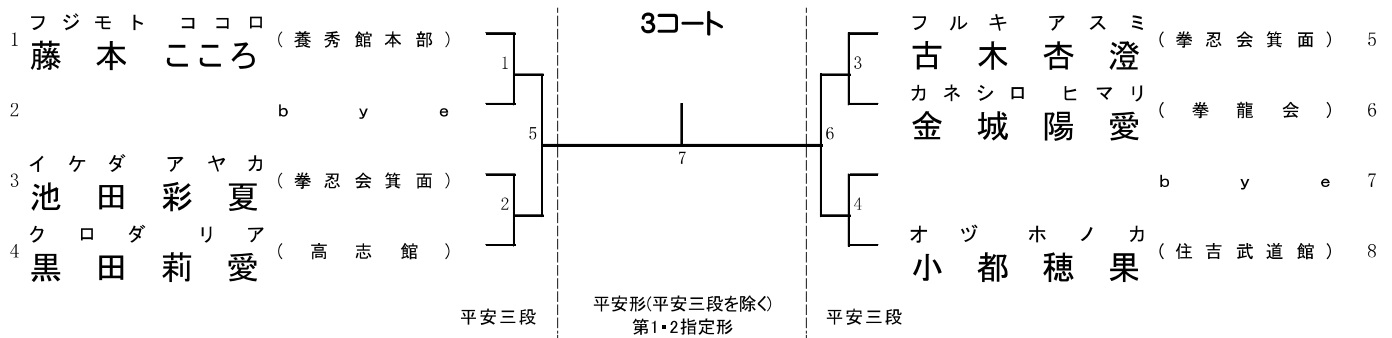 3コート
フジモト ココロ
1 藤本 こころ (養秀館本部)
1
2 bye
5
イケダ アヤカ
3 池田彩夏 (拳忍会箕面)
2
クロダ リア
4 黒田莉愛 (高志館)
平安三段
7
平安形(平安三段を除く)
第1・2指定形
フルキ アスミ
古木杏澄 (拳忍会箕面) 5
3
カネシロ ヒマリ
金城陽愛 (拳龍会) 6
6
bye 7
4
オヅ ホノカ
小都穂果 (住吉武道館) 8
平安三段